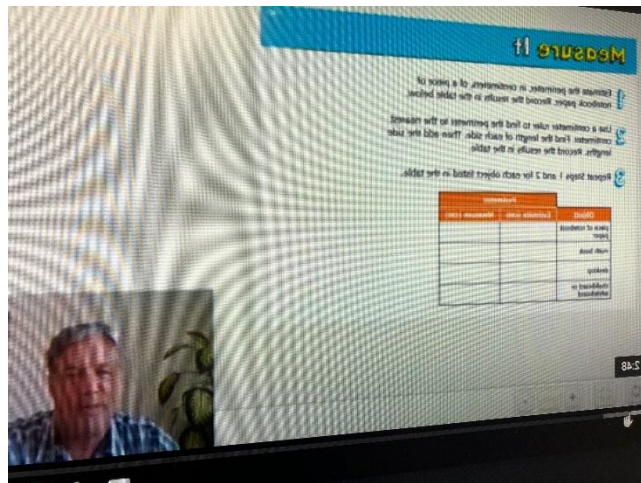 Measure It
1 Estimate the perimeter, in centimeters, of a piece of
notebook paper. Record the results in the table below.
2 Use a centimeter ruler to find the perimeter to the nearest
centimeter. Find the length of each side. Then add the side
lengths. Record the results in the table.
3 Repeat Steps 1 and 2 for each object listed in the table.
Perimeter
Object Estimate (cm) Measure (cm)
piece of notebook
paper
math book
desktop
chalkboard or
whiteboard
2:48